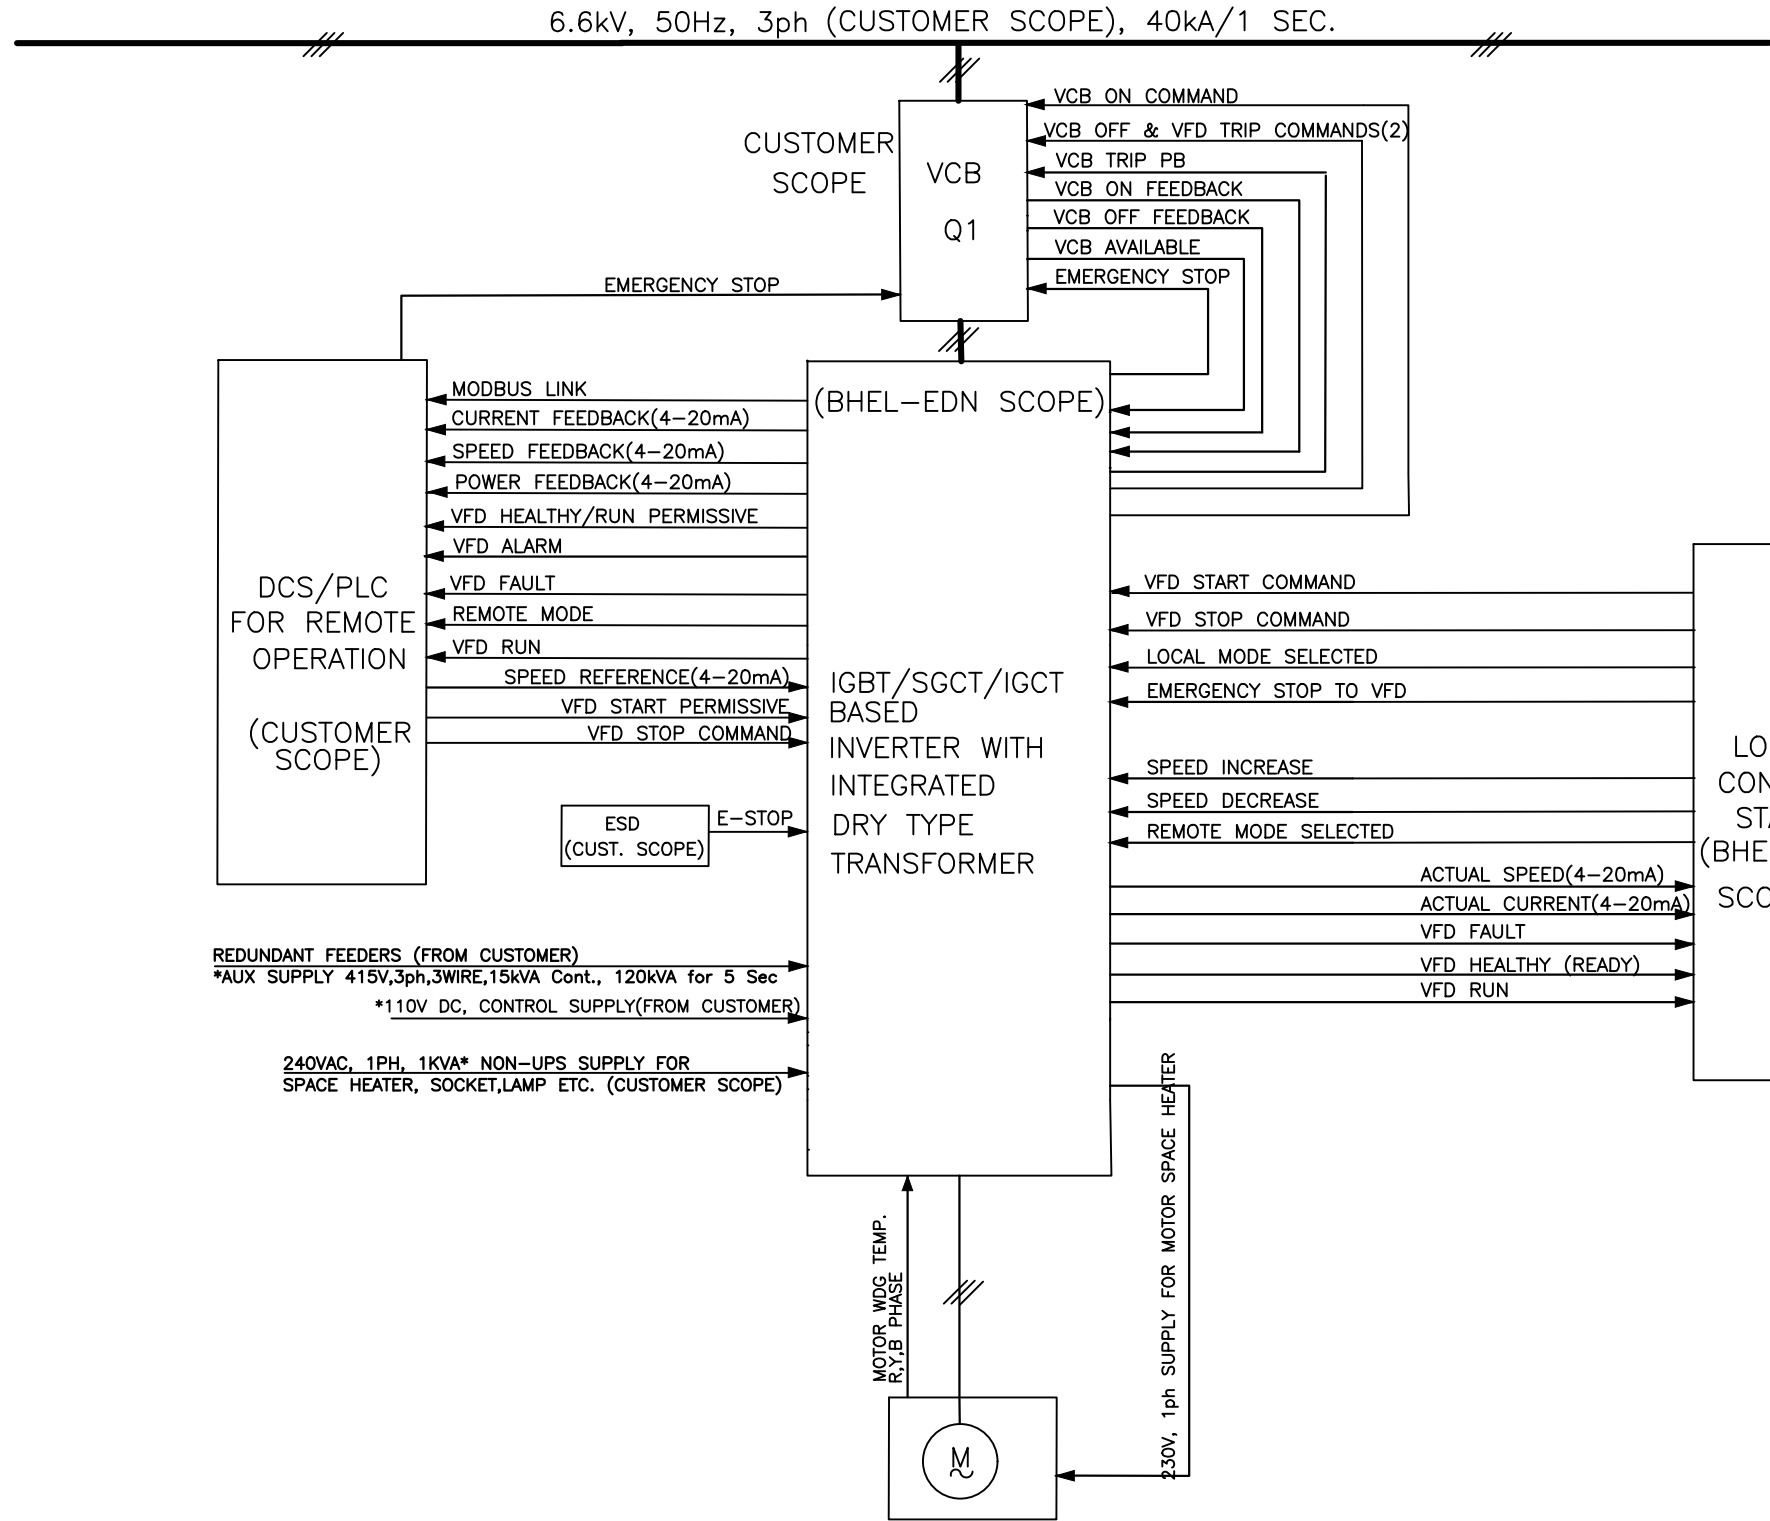 6.6kV, 50Hz, 3ph (CUSTOMER SCOPE), 40kA/1 SEC.
CUSTOMER
SCOPE
VCB
Q1
VCB ON COMMAND
VCB OFF & VFD TRIP COMMANDS(2)
VCB TRIP PB
VCB ON FEEDBACK
VCB OFF FEEDBACK
VCB AVAILABLE
EMERGENCY STOP
EMERGENCY STOP
DCS/PLC
FOR REMOTE
OPERATION
(CUSTOMER
SCOPE)
MODBUS LINK
CURRENT FEEDBACK(4-20mA)
SPEED FEEDBACK(4-20mA)
POWER FEEDBACK(4-20mA)
VFD HEALTHY/RUN PERMISSIVE
VFD ALARM
VFD FAULT
REMOTE MODE
VFD RUN
SPEED REFERENCE(4-20mA)
VFD START PERMISSIVE
VFD STOP COMMAND
ESD
(CUST. SCOPE)
E-STOP
(BHEL-EDN SCOPE)
IGBT/SGCT/IGCT
BASED
INVERTER WITH
INTEGRATED
DRY TYPE
TRANSFORMER
VFD START COMMAND
VFD STOP COMMAND
LOCAL MODE SELECTED
EMERGENCY STOP TO VFD
SPEED INCREASE
SPEED DECREASE
REMOTE MODE SELECTED
ACTUAL SPEED(4-20mA)
ACTUAL CURRENT(4-20mA)
VFD FAULT
VFD HEALTHY (READY)
VFD RUN
LO
CON
STA
(BHE
SCO
REDUNDANT FEEDERS (FROM CUSTOMER)
*AUX SUPPLY 415V,3ph,3WIRE,15kVA Cont., 120kVA for 5 Sec
*110V DC, CONTROL SUPPLY(FROM CUSTOMER)
240VAC, 1PH, 1KVA* NON-UPS SUPPLY FOR
SPACE HEATER, SOCKET,LAMP ETC. (CUSTOMER SCOPE)
MOTOR WDG TEMP.
R,Y,B PHASE
230V, 1ph SUPPLY FOR MOTOR SPACE HEATER
M